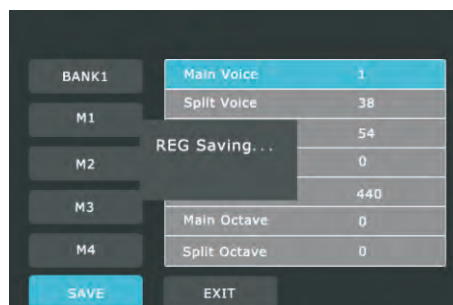 BANK1
Main Voice 1
M1
Split Voice 38
54
REG Saving...
M2
0
M3
440
Main Octave 0
M4
Split Octave 0
SAVE
EXIT